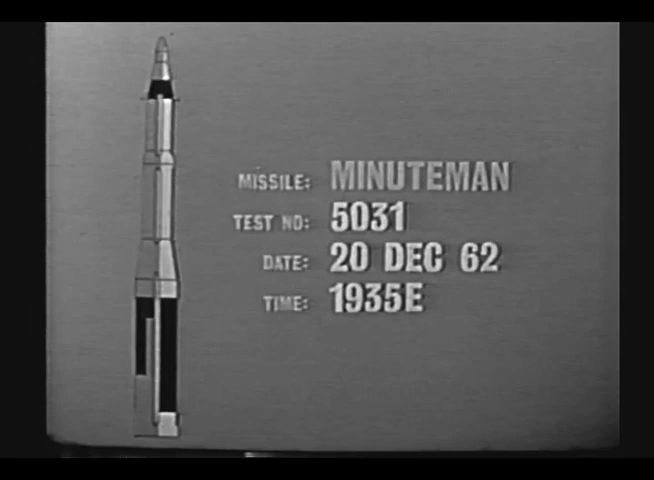 MISSILE: MINUTEMAN
TEST NO: 5031
DATE: 20 DEC 62
TIME: 1935E